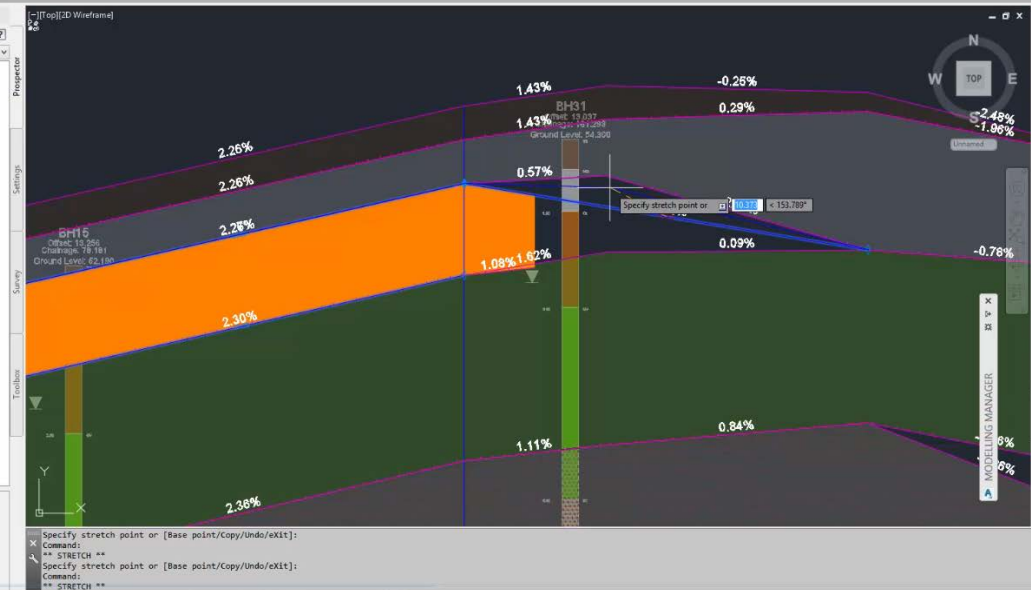 [−][Top][2D Wireframe]
Prospector
Settings
Survey
Toolbox
N
W
TOP
E
S
Unnamed
-0.25%
1.43%
BH31
1.43%
Ground Level: 54.300
0.29%
-2.48%
-1.96%
2.26%
2.26%
0.57%
Specify stretch point or
< 153.789°
2.26%
BH16
Offset: 13.256
Chainage: 78.181
Ground Level: 52.180
0.09%
-0.76%
1.08%
1.62%
2.30%
MODELLING MANAGER
0.84%
1.11%
2.36%
Y
X
Specify stretch point or [Base point/Copy/Undo/eXit]:
Command:
** STRETCH **
Specify stretch point or [Base point/Copy/Undo/eXit]:
Command:
** STRETCH **